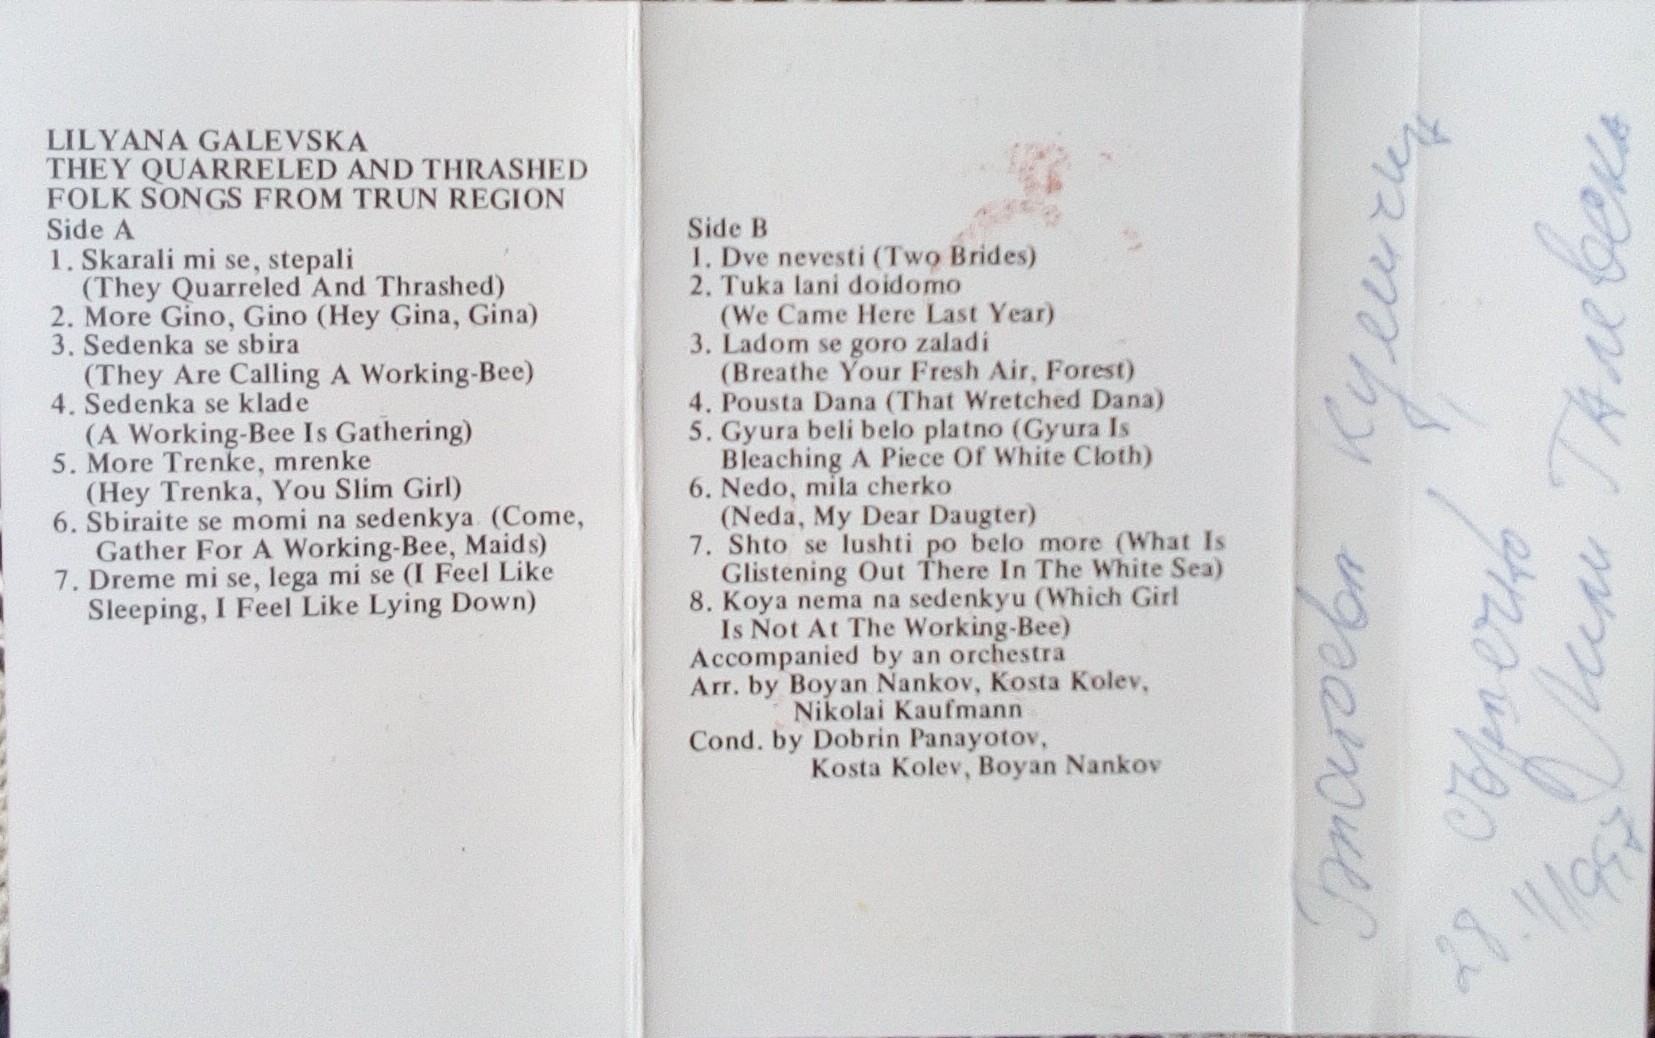 LILYANA GALEVSKA
THEY QUARRELED AND THRASHED
FOLK SONGS FROM TRUN REGION
Side A
1. Skarali mi se, stepali
(They Quarreled And Thrashed)
2. More Gino, Gino (Hey Gina, Gina)
3. Sedenka se sbira
(They Are Calling A Working-Bee)
4. Sedenka se klade
(A Working-Bee Is Gathering)
5. More Trenke, mrenke
(Hey Trenka, You Slim Girl)
6. Sbiraite se momi na sedenkya (Come,
Gather For A Working-Bee, Maids)
7. Dreme mi se, lega mi se (I Feel Like
Sleeping, I Feel Like Lying Down)
Side B
1. Dve nevesti (Two Brides)
2. Tuka lani doidomo
(We Came Here Last Year)
3. Ladom se goro zaladi
(Breathe Your Fresh Air, Forest)
4. Pousta Dana (That Wretched Dana)
5. Gyura beli belo platno (Gyura Is
Bleaching A Piece Of White Cloth)
6. Nedo, mila cherko
(Neda, My Dear Daugter)
7. Shto se lushti po belo more (What Is
Glistening Out There In The White Sea)
8. Koya nema na sedenkyu (Which Girl
Is Not At The Working-Bee)
Accompanied by an orchestra
Arr. by Boyan Nankov, Kosta Kolev,
Nikolai Kaufmann
Cond. by Dobrin Panayotov,
Kosta Kolev, Boyan Nankov
сърдечно
Галевска
28.